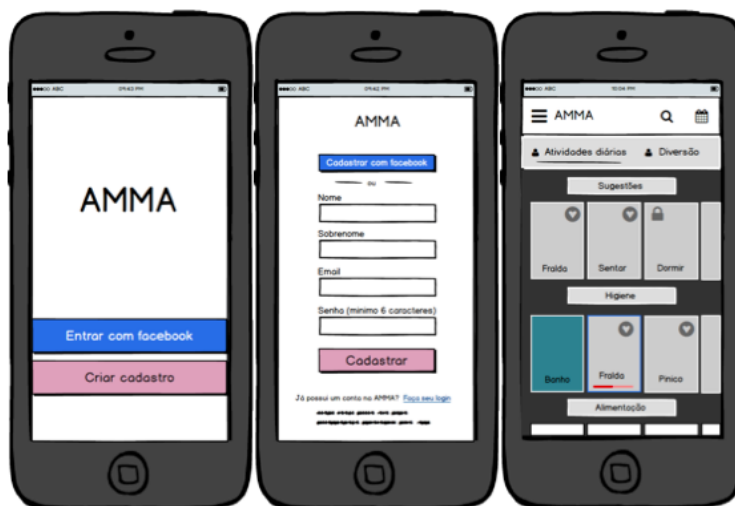 ABC 09:42 PM
AMMA
Entrar com facebook
Criar cadastro
ABC 09:42 PM
AMMA
Cadastrar com facebook
ou
Nome
Sobrenome
Email
Senha (mínimo 6 caracteres)
Cadastrar
Já possui um conta na AMMA? Faça seu login
ABC 10:04 PM
AMMA
Atividades diárias Diversão
Sugestões
Fralda Sentar Dormir
Higiene
Banho Fralda Pinico
Alimentação